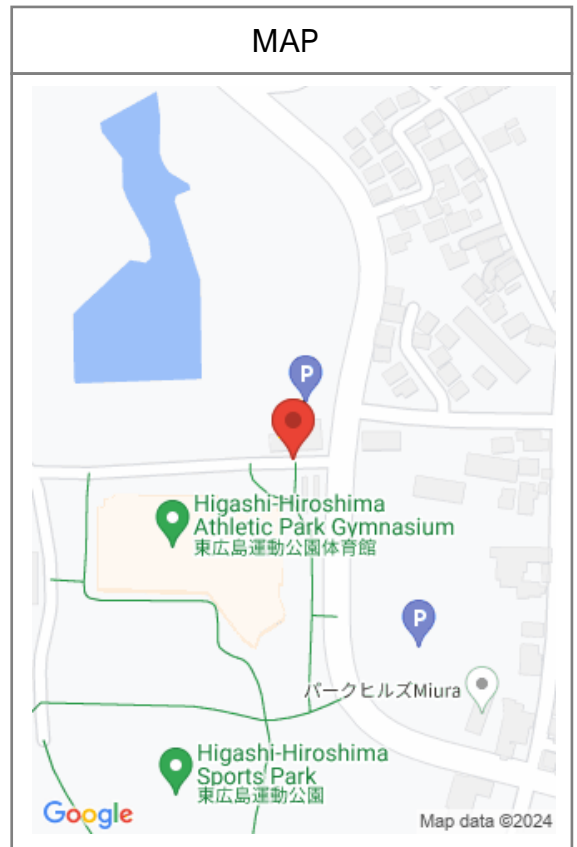 MAP
P
Higashi-Hiroshima
Athletic Park Gymnasium
東広島運動公園体育館
P
パークヒルズMiura
Higashi-Hiroshima
Sports Park
東広島運動公園
Google
Map data ©2024